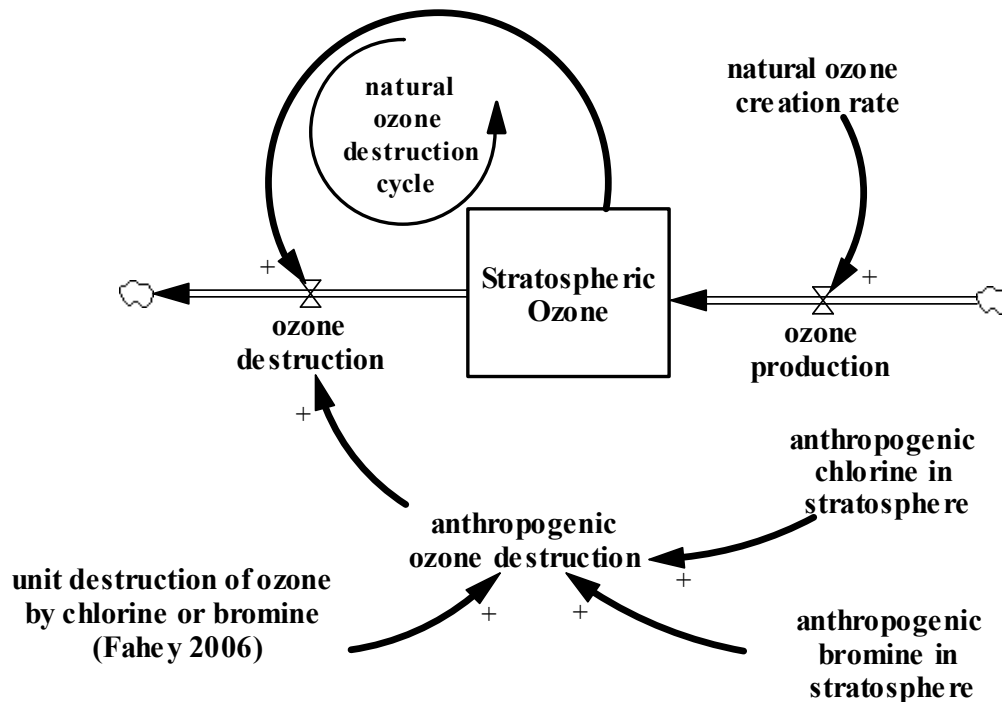 natural
ozone
destruction
cycle
natural ozone
creation rate
+
+
Stratospheric
Ozone
ozone
destruction
ozone
production
+
anthropogenic
chlorine in
stratosphere
anthropogenic
ozone destruction
+
unit destruction of ozone
by chlorine or bromine
(Fahey 2006)
+
+
anthropogenic
bromine in
stratosphere